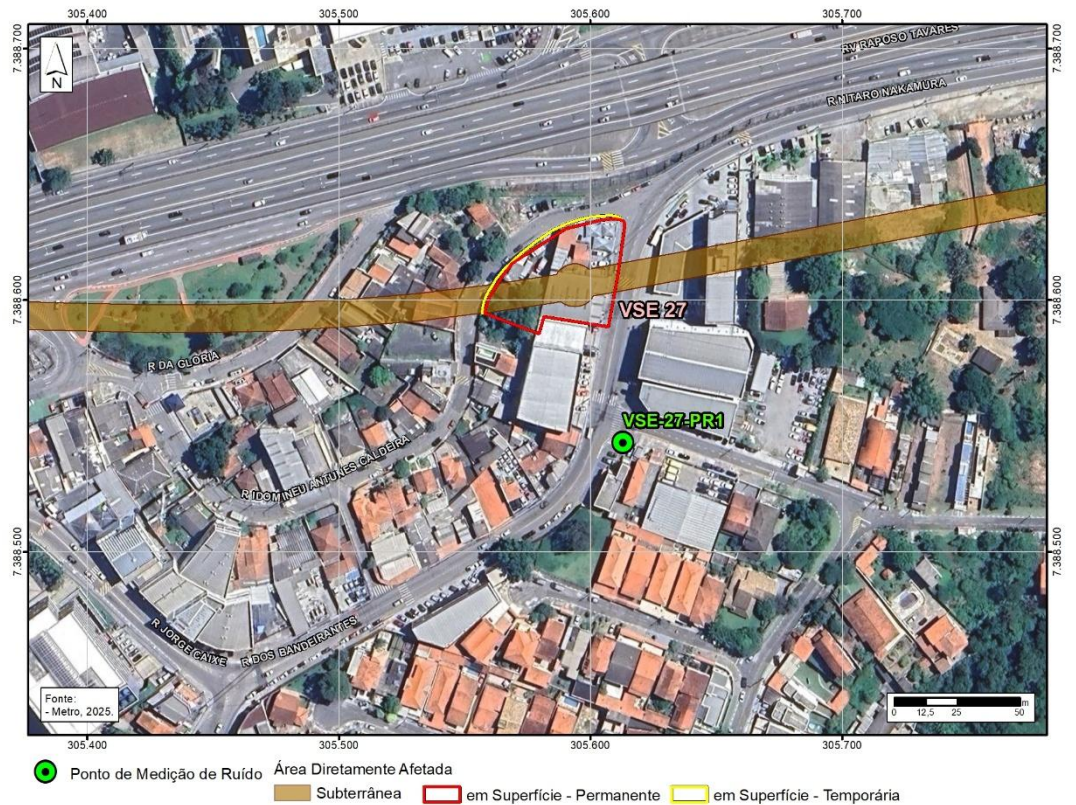 305.400
305.500
305.600
305.700
7.388.700
7.388.700
N
RV RAPOSO TAVARES
R NITARO NAKAMURA
7.388.600
7.388.600
VSE 27
R DA GLORIA
VSE-27-PR1
R IDOMINEU ANTUNES CALDEIRA
7.388.500
7.388.500
R JORGE CAIXE
R DOS BANDEIRANTES
Fonte:
- Metro, 2025.
0 12,5 25 50 m
305.400
305.500
305.600
305.700
Ponto de Medição de Ruído
Área Diretamente Afetada
Subterrânea
em Superfície - Permanente
em Superfície - Temporária